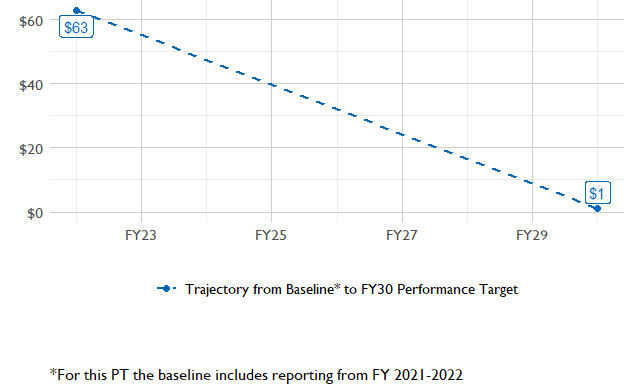 $60
$63
$40
$20
$1
$0
FY23 FY25 FY27 FY29
Trajectory from Baseline* to FY30 Performance Target
*For this PT the baseline includes reporting from FY 2021-2022